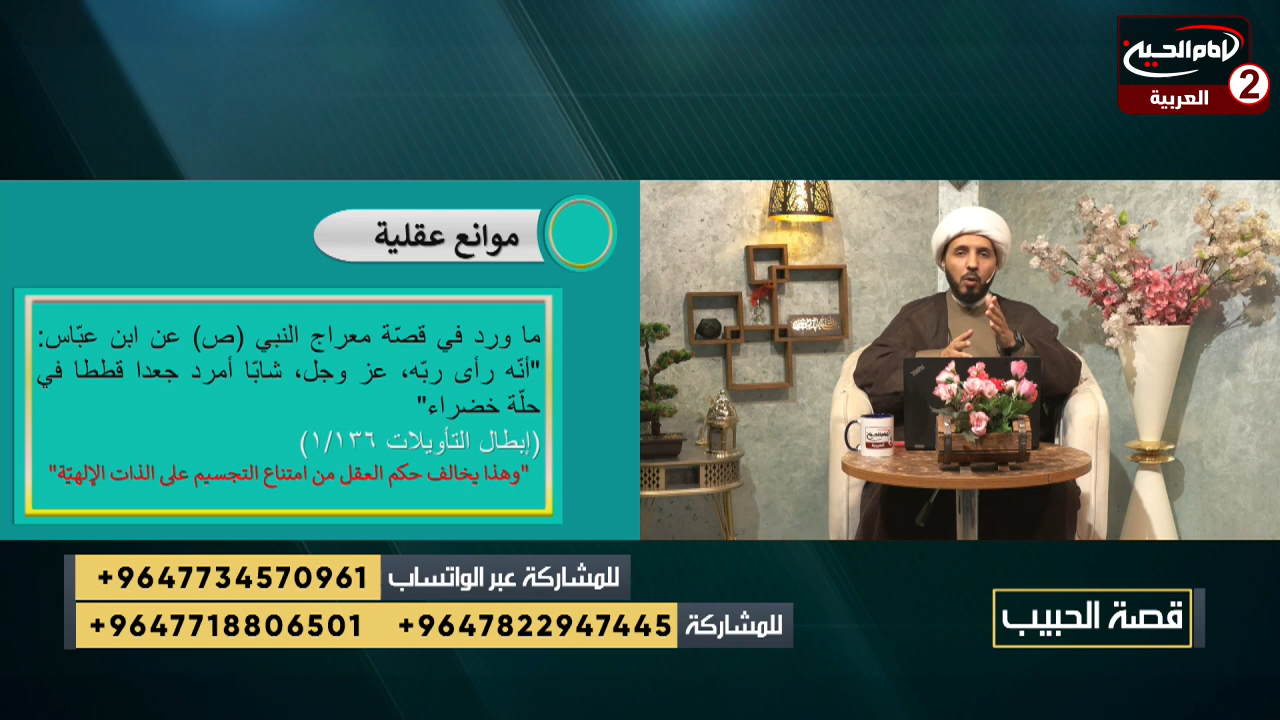 امام الحسين
2
العربية
موانع عقلية
ما ورد في قصّة معراج النبي (ص) عن ابن عبّاس:
"أنّه رأى ربّه، عز وجل، شابّا أمرد جعدا قططا في
حلّة خضراء"
(إبطال التأويلات ١/١٣٦)
"وهذا يخالف حكم العقل من امتناع التجسيم على الذات الإلهيّة"
للمشاركة عبر الواتساب +9647734570961
للمشاركة +9647822947445 +9647718806501
قصة الحبيب